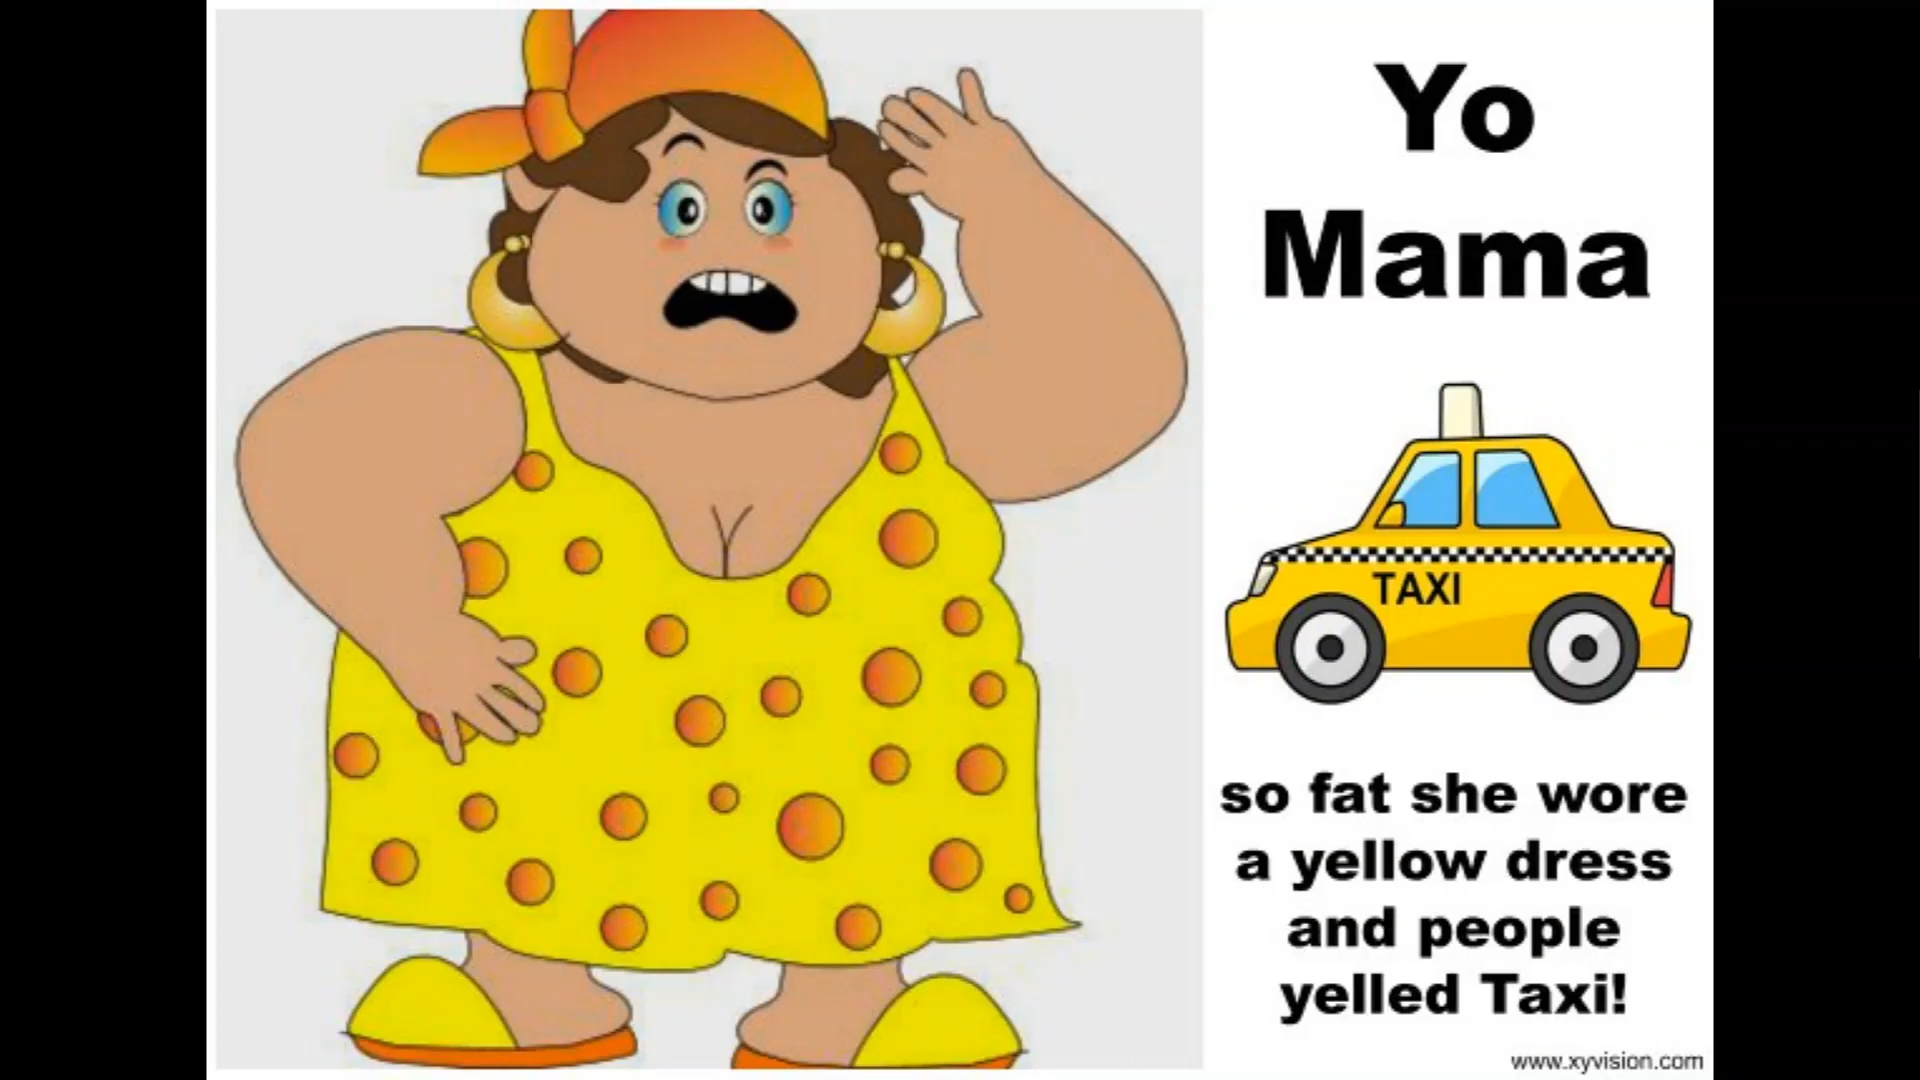 Yo
Mama
TAXI
so fat she wore
a yellow dress
and people
yelled Taxi!
www.xyvision.com